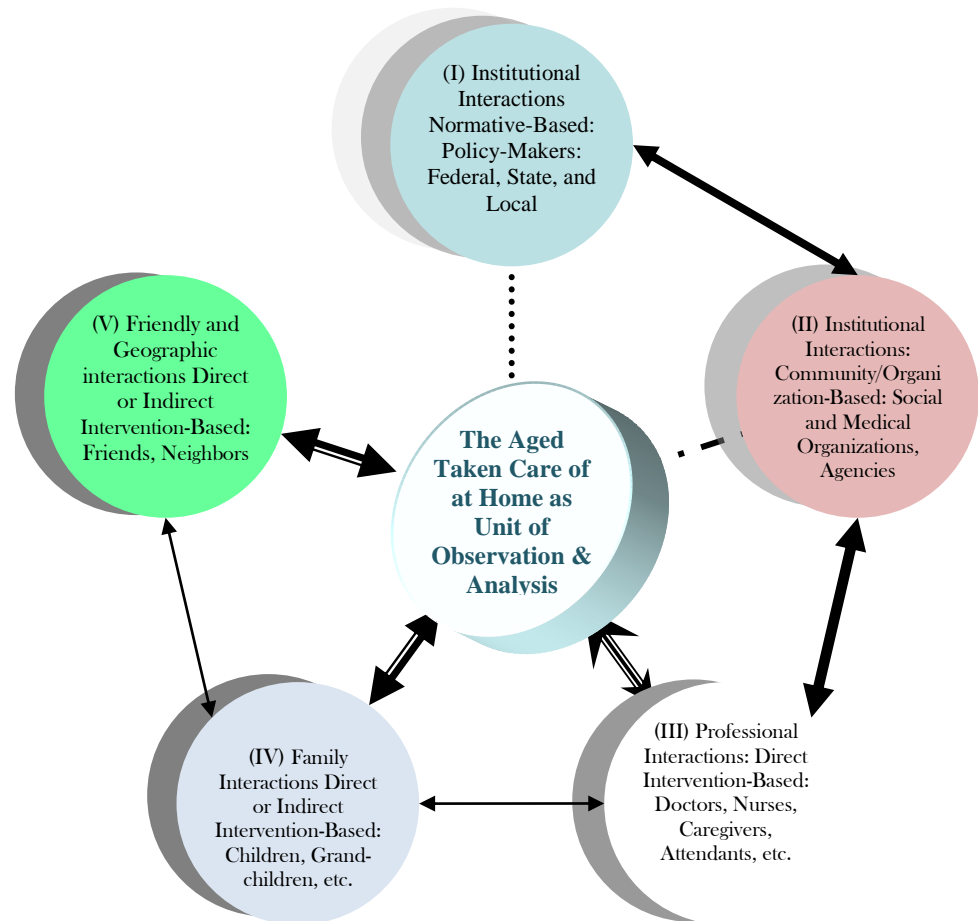 (I) Institutional
Interactions
Normative-Based:
Policy-Makers:
Federal, State, and
Local
(II) Institutional
Interactions:
Community/Organi
zation-Based: Social
and Medical
Organizations,
Agencies
(V) Friendly and
Geographic
interactions Direct
or Indirect
Intervention-Based:
Friends, Neighbors
The Aged
Taken Care of
at Home as
Unit of
Observation &
Analysis
(III) Professional
Interactions: Direct
Intervention-Based:
Doctors, Nurses,
Caregivers,
Attendants, etc.
(IV) Family
Interactions Direct
or Indirect
Intervention-Based:
Children, Grand-
children, etc.